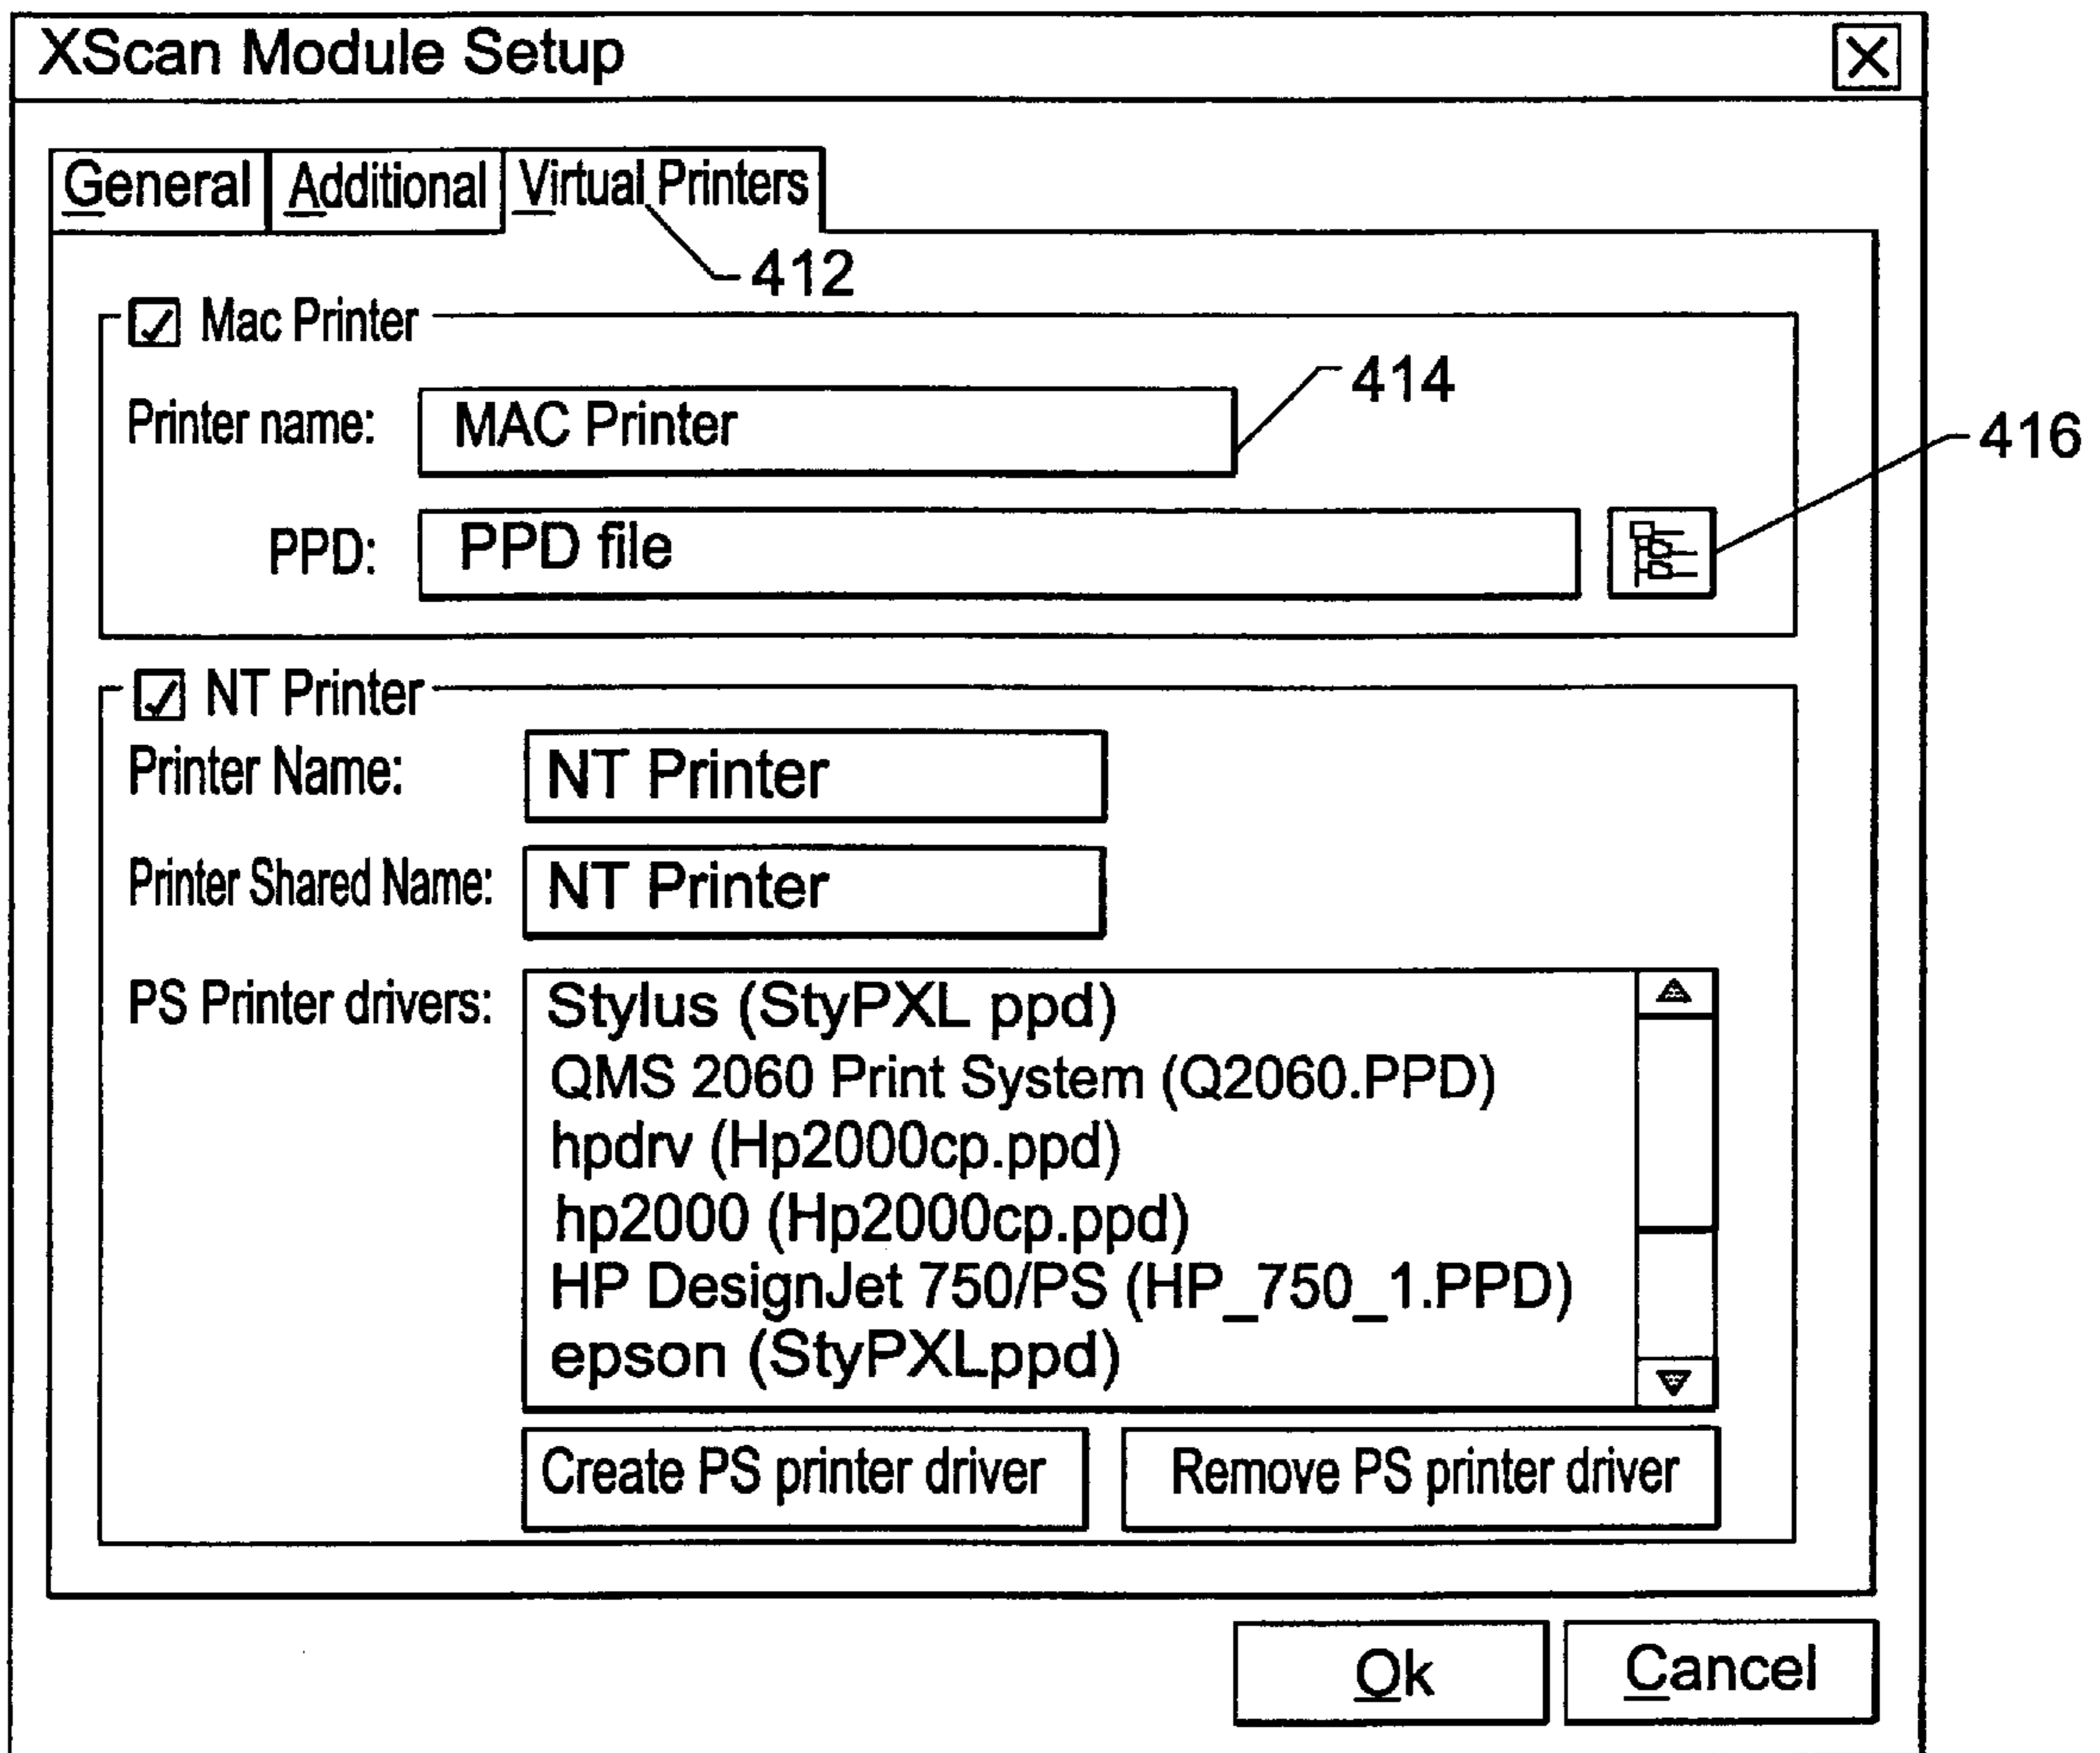 XScan Module Setup
General Additional Virtual Printers
412
Mac Printer
Printer name: MAC Printer
414
416
PPD: PPD file
NT Printer
Printer Name: NT Printer
Printer Shared Name: NT Printer
PS Printer drivers: Stylus (StyPXL ppd)
QMS 2060 Print System (Q2060.PPD)
hpdrv (Hp2000cp.ppd)
hp2000 (Hp2000cp.ppd)
HP DesignJet 750/PS (HP_750_1.PPD)
epson (StyPXLppd)
Create PS printer driver Remove PS printer driver
Ok Cancel